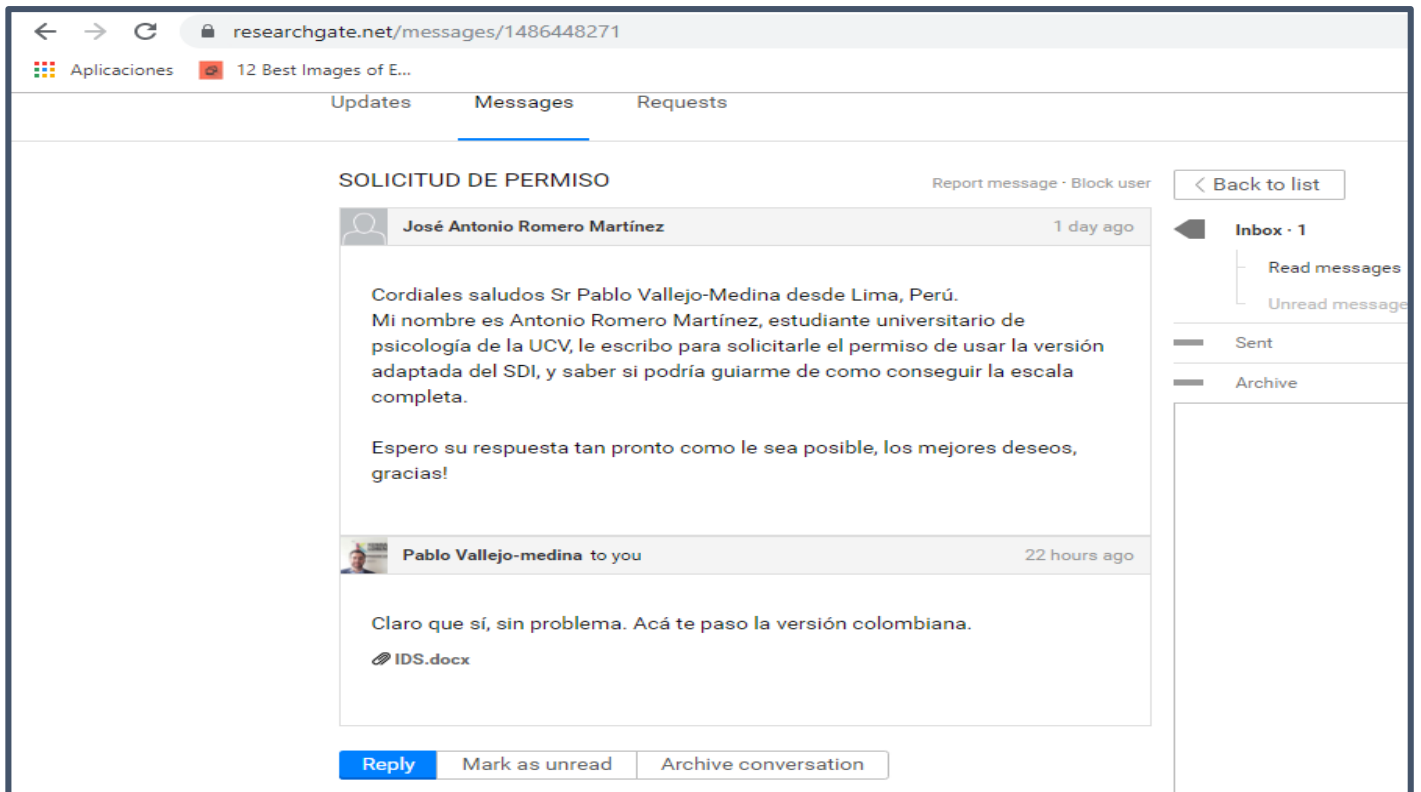 researchgate.net/messages/1486448271
Aplicaciones 12 Best Images of E...
Updates Messages Requests
SOLICITUD DE PERMISO
Report message · Block user
José Antonio Romero Martínez 1 day ago
Cordiales saludos Sr Pablo Vallejo-Medina desde Lima, Perú.
Mi nombre es Antonio Romero Martínez, estudiante universitario de
psicología de la UCV, le escribo para solicitarle el permiso de usar la versión
adaptada del SDI, y saber si podría guiarme de como conseguir la escala
completa.
Espero su respuesta tan pronto como le sea posible, los mejores deseos,
gracias!
Pablo Vallejo-medina to you 22 hours ago
Claro que sí, sin problema. Acá te paso la versión colombiana.
IDS.docx
Reply Mark as unread Archive conversation
Back to list
Inbox · 1
Read messages
Unread message
Sent
Archive